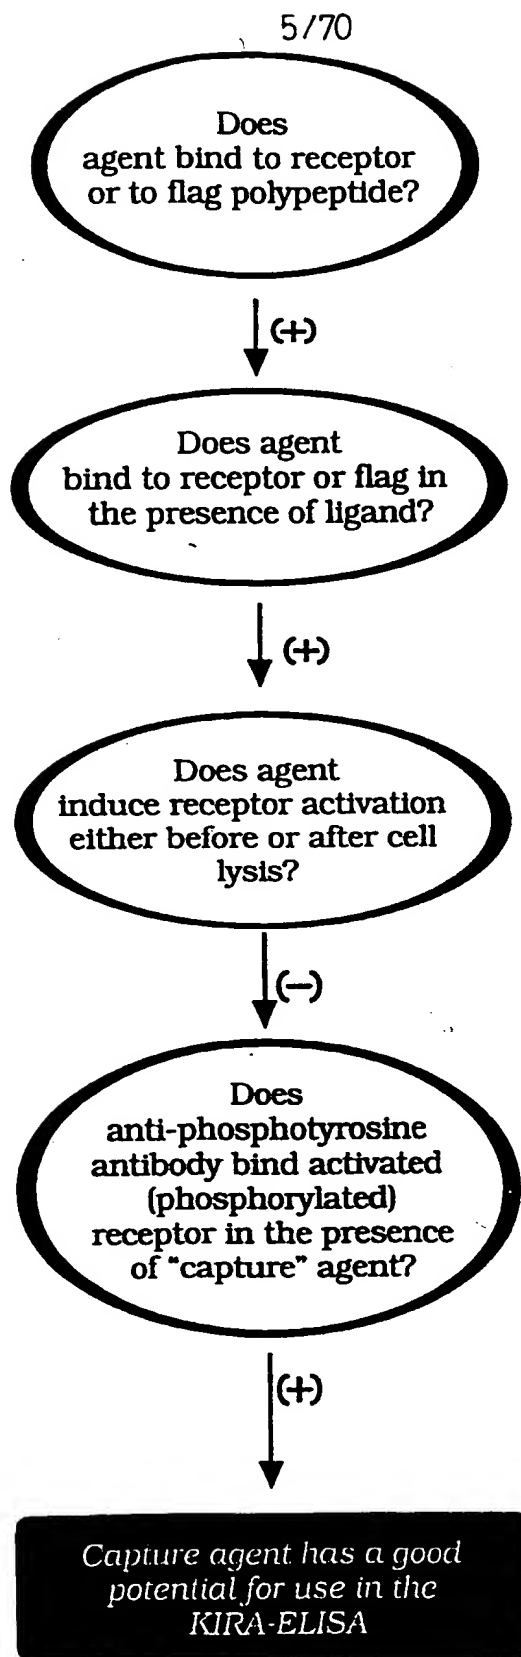 5/70
Does
agent bind to receptor
or to flag polypeptide?
(+)
Does agent
bind to receptor or flag in
the presence of ligand?
(+)
Does agent
induce receptor activation
either before or after cell
lysis?
(−)
Does
anti-phosphotyrosine
antibody bind activated
(phosphorylated)
receptor in the presence
of "capture" agent?
(+)
Capture agent has a good
potential for use in the
KIRA-ELISA